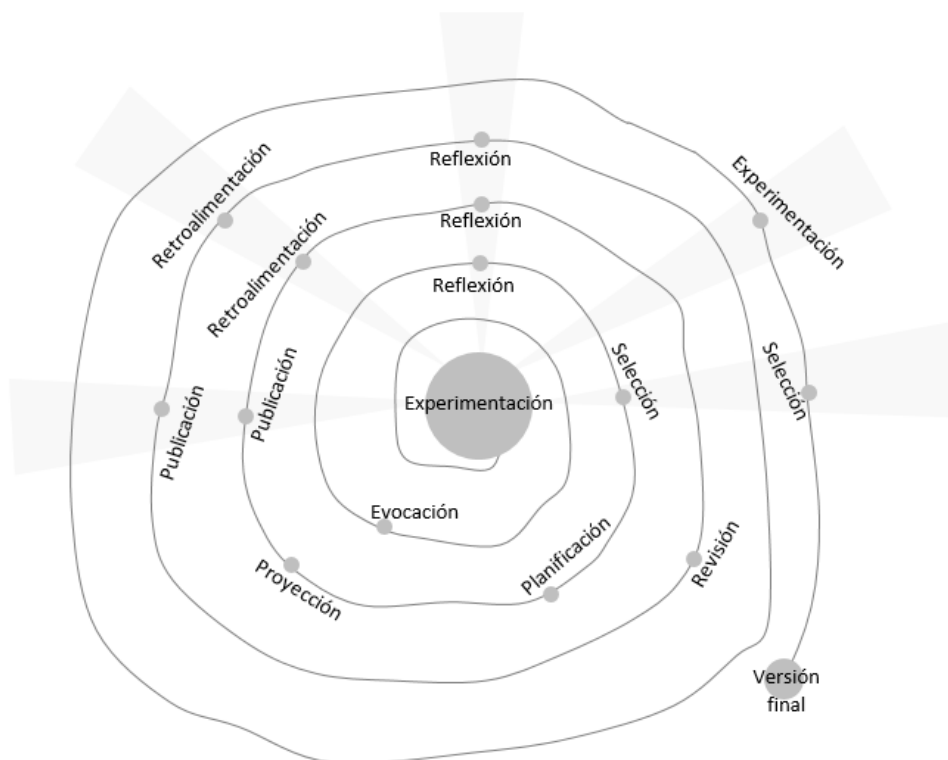 Reflexión
Retroalimentación
Experimentación
Reflexión
Retroalimentación
Reflexión
Publicación
Publicación
Experimentación
Selección
Selección
Evocación
Proyección
Planificación
Revisión
Versión
final